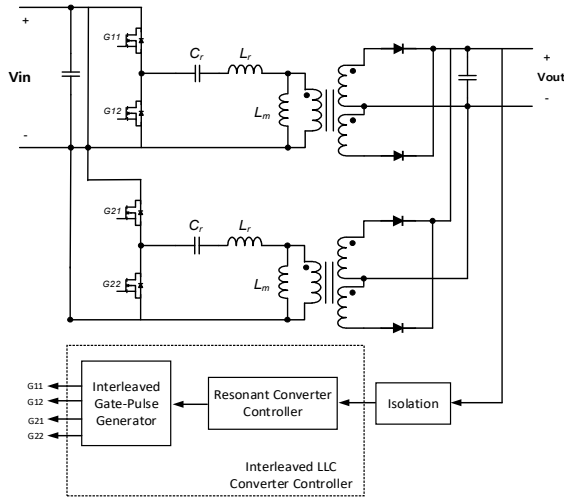 +
G11
Cr
Lr
+
Vin
Vout
G12
Lm
-
-
G21
Cr
Lr
G22
Lm
G11
G12
G21
G22
Interleaved
Gate-Pulse
Generator
Resonant Converter
Controller
Isolation
Interleaved LLC
Converter Controller